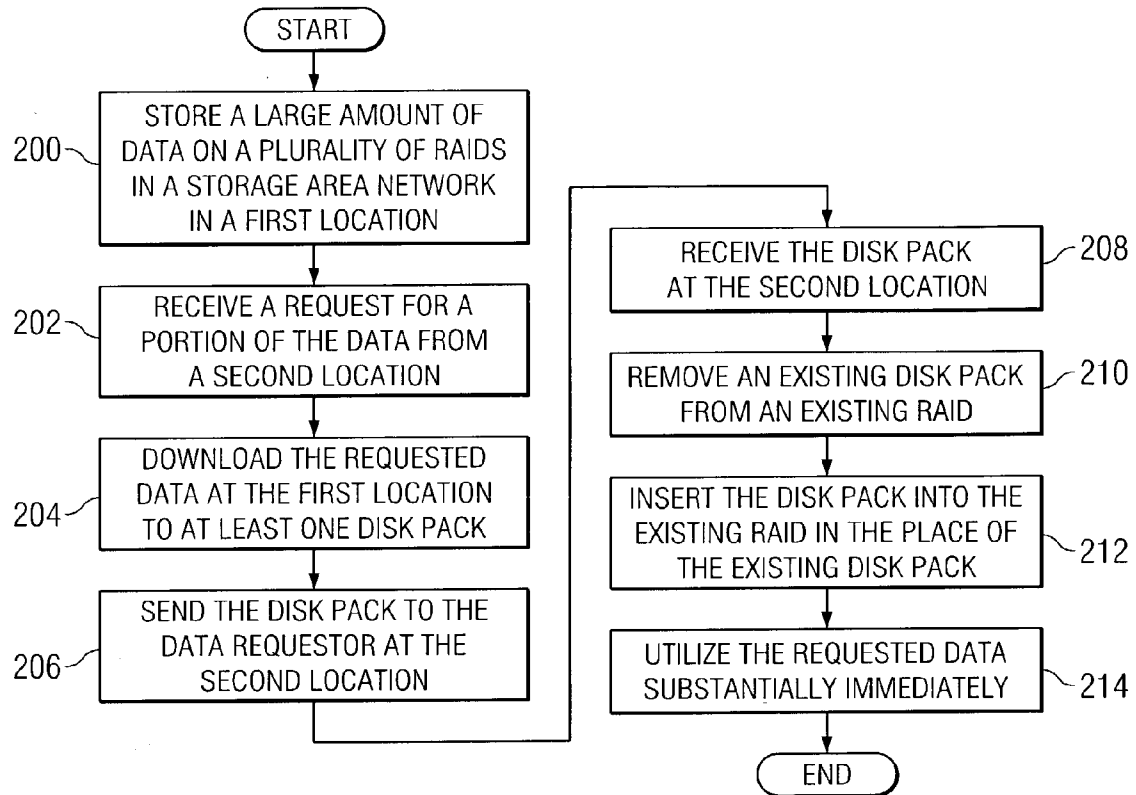 START
200
STORE A LARGE AMOUNT OF
DATA ON A PLURALITY OF RAIDS
IN A STORAGE AREA NETWORK
IN A FIRST LOCATION
202
RECEIVE A REQUEST FOR A
PORTION OF THE DATA FROM
A SECOND LOCATION
204
DOWNLOAD THE REQUESTED
DATA AT THE FIRST LOCATION
TO AT LEAST ONE DISK PACK
206
SEND THE DISK PACK TO THE
DATA REQUESTOR AT THE
SECOND LOCATION
RECEIVE THE DISK PACK
AT THE SECOND LOCATION
208
REMOVE AN EXISTING DISK PACK
FROM AN EXISTING RAID
210
INSERT THE DISK PACK INTO THE
EXISTING RAID IN THE PLACE OF
THE EXISTING DISK PACK
212
UTILIZE THE REQUESTED DATA
SUBSTANTIALLY IMMEDIATELY
214
END